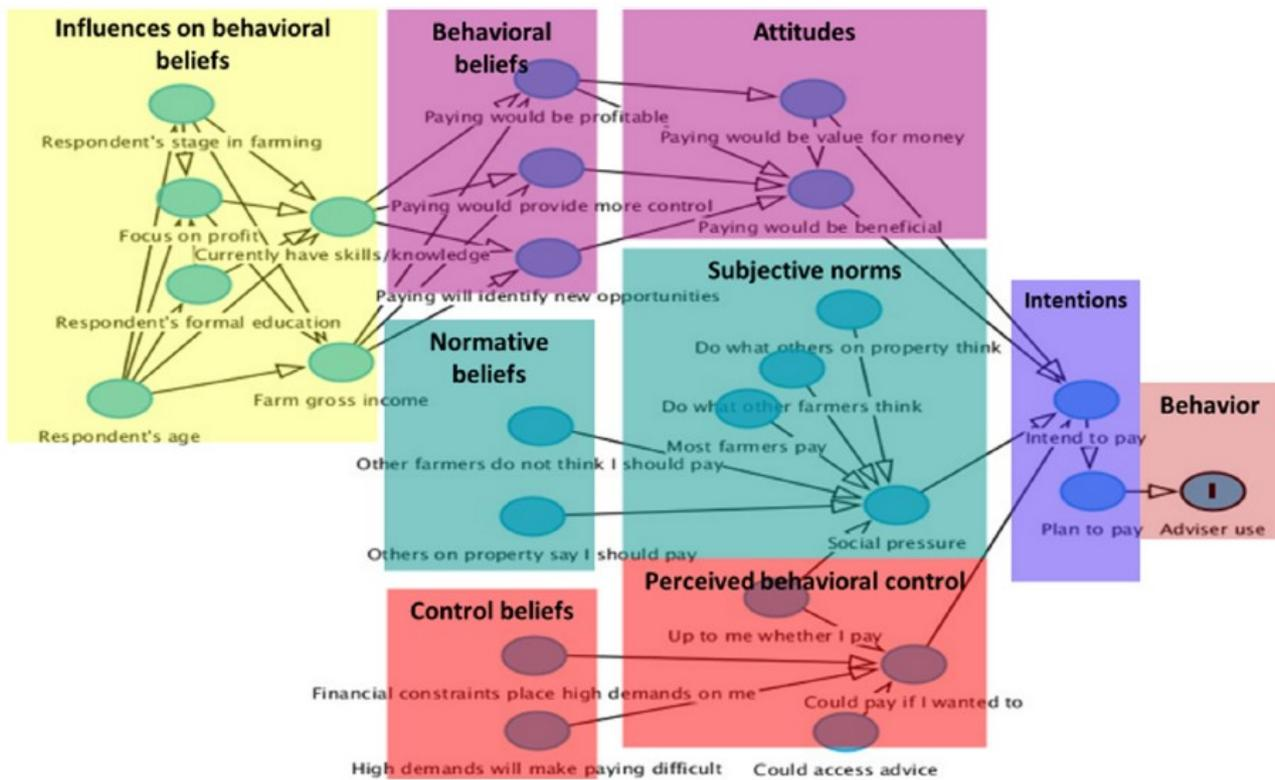 Influences on behavioral
beliefs
Respondent's stage in farming
Focus on profit
Currently have skills/knowledge
Respondent's formal education
Farm gross income
Respondent's age
Behavioral
beliefs
Paying would be profitable
Paying would provide more control
Paying will identify new opportunities
Attitudes
Paying would be value for money
Paying would be beneficial
Normative
beliefs
Other farmers do not think I should pay
Others on property say I should pay
Subjective norms
Do what others on property think
Do what other farmers think
Most farmers pay
Social pressure
Control beliefs
Financial constraints place high demands on me
High demands will make paying difficult
Perceived behavioral control
Up to me whether I pay
Could pay if I wanted to
Could access advice
Intentions
Intend to pay
Plan to pay
Behavior
Adviser use